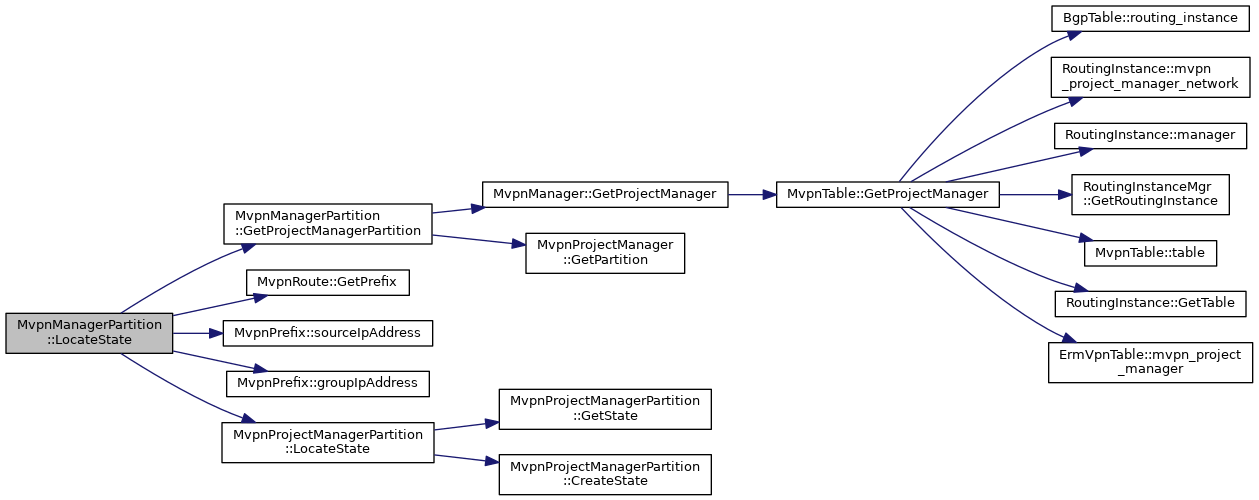 MvpnManagerPartition
::LocateState
MvpnManagerPartition
::GetProjectManagerPartition
MvpnManager::GetProjectManager
MvpnTable::GetProjectManager
BgpTable::routing_instance
RoutingInstance::mvpn
_project_manager_network
RoutingInstance::manager
RoutingInstanceMgr
::GetRoutingInstance
MvpnTable::table
RoutingInstance::GetTable
ErmVpnTable::mvpn_project
_manager
MvpnProjectManager
::GetPartition
MvpnRoute::GetPrefix
MvpnPrefix::sourceIpAddress
MvpnPrefix::groupIpAddress
MvpnProjectManagerPartition
::LocateState
MvpnProjectManagerPartition
::GetState
MvpnProjectManagerPartition
::CreateState